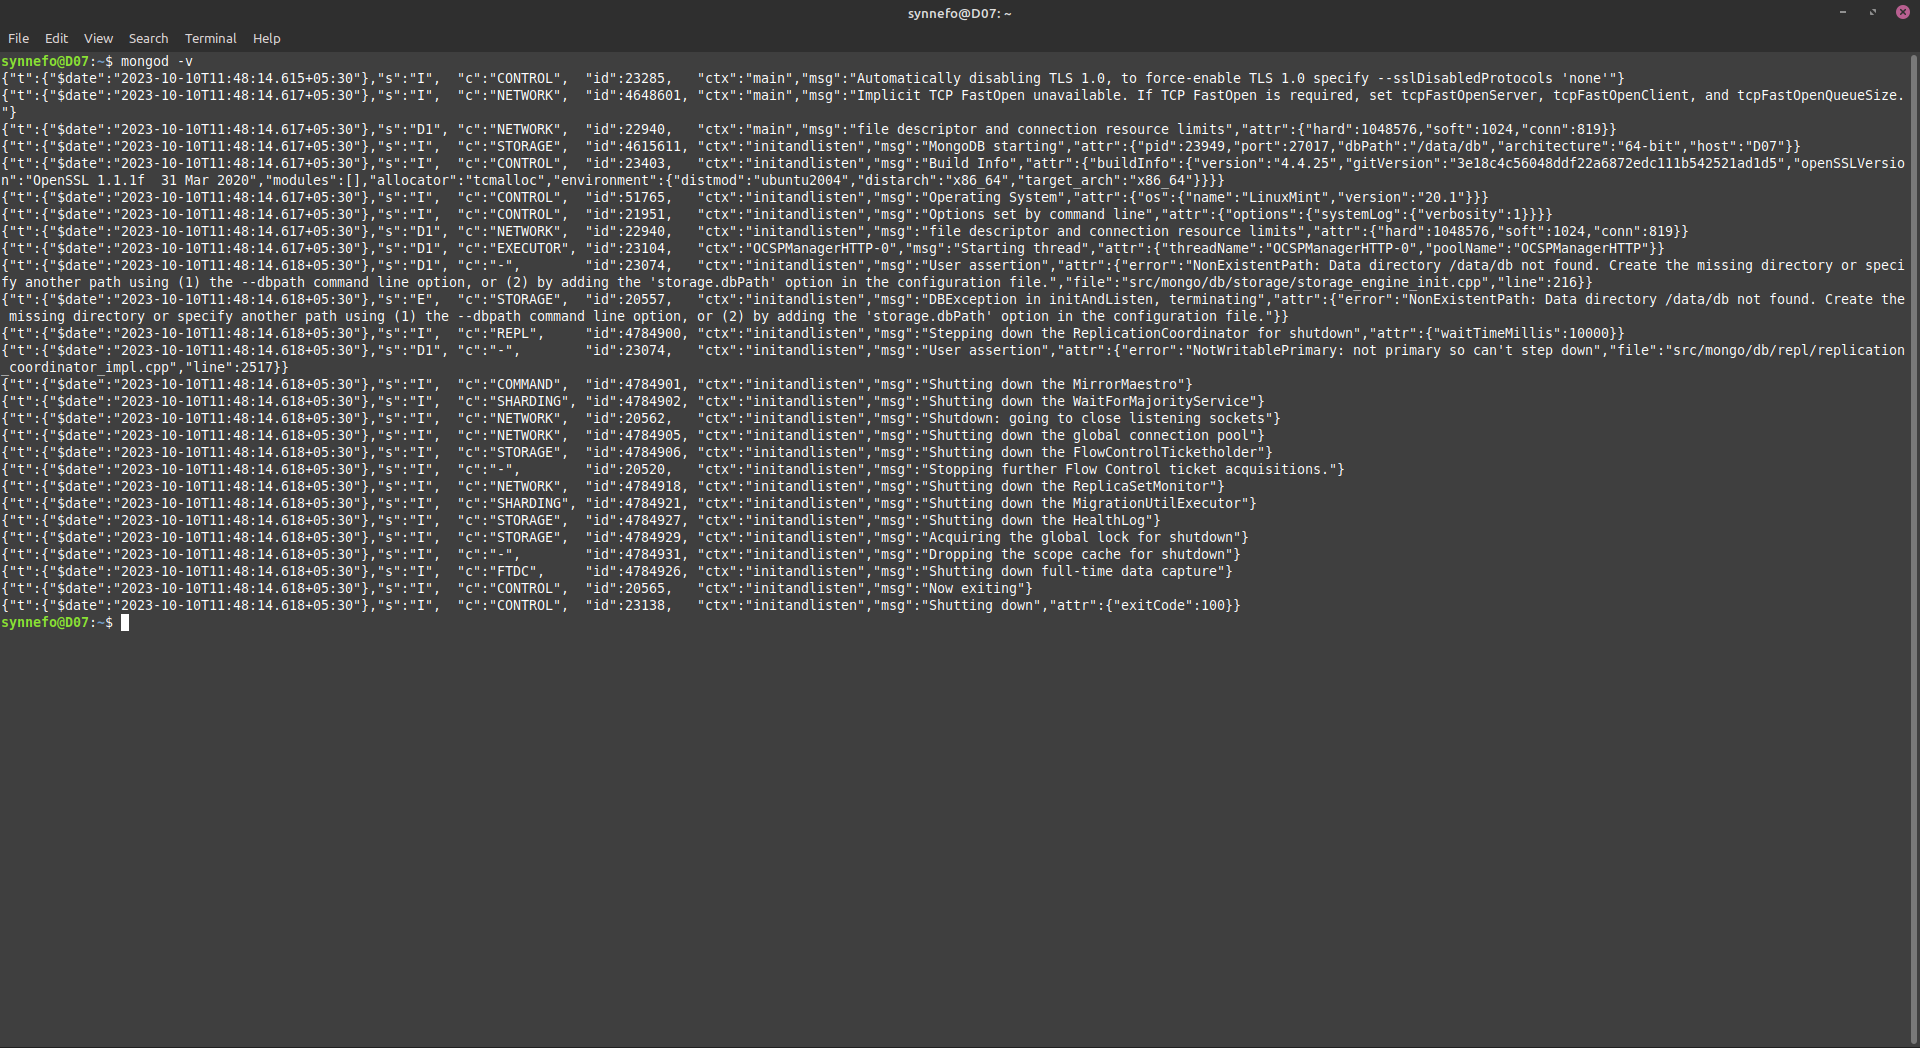 synnefo@D07: ~
File Edit View Search Terminal Help
synnefo@D07:~$ mongod -v
{"t":{"$date":"2023-10-10T11:48:14.615+05:30"},"s":"I",  "c":"CONTROL",  "id":23285,   "ctx":"main","msg":"Automatically disabling TLS 1.0, to force-enable TLS 1.0 specify --sslDisabledProtocols 'none'"}
{"t":{"$date":"2023-10-10T11:48:14.617+05:30"},"s":"I",  "c":"NETWORK",  "id":4648601, "ctx":"main","msg":"Implicit TCP FastOpen unavailable. If TCP FastOpen is required, set tcpFastOpenServer, tcpFastOpenClient, and tcpFastOpenQueueSize.
"}
{"t":{"$date":"2023-10-10T11:48:14.617+05:30"},"s":"D1", "c":"NETWORK",  "id":22940,   "ctx":"main","msg":"file descriptor and connection resource limits","attr":{"hard":1048576,"soft":1024,"conn":819}}
{"t":{"$date":"2023-10-10T11:48:14.617+05:30"},"s":"I",  "c":"STORAGE",  "id":4615611, "ctx":"initandlisten","msg":"MongoDB starting","attr":{"pid":23949,"port":27017,"dbPath":"/data/db","architecture":"64-bit","host":"D07"}}
{"t":{"$date":"2023-10-10T11:48:14.617+05:30"},"s":"I",  "c":"CONTROL",  "id":23403,   "ctx":"initandlisten","msg":"Build Info","attr":{"buildInfo":{"version":"4.4.25","gitVersion":"3e18c4c56048ddf22a6872edc111b542521ad1d5","openSSLVersio
n":"OpenSSL 1.1.1f  31 Mar 2020","modules":[],"allocator":"tcmalloc","environment":{"distmod":"ubuntu2004","distarch":"x86_64","target_arch":"x86_64"}}}}
{"t":{"$date":"2023-10-10T11:48:14.617+05:30"},"s":"I",  "c":"CONTROL",  "id":51765,   "ctx":"initandlisten","msg":"Operating System","attr":{"os":{"name":"LinuxMint","version":"20.1"}}}
{"t":{"$date":"2023-10-10T11:48:14.617+05:30"},"s":"I",  "c":"CONTROL",  "id":21951,   "ctx":"initandlisten","msg":"Options set by command line","attr":{"options":{"systemLog":{"verbosity":1}}}}
{"t":{"$date":"2023-10-10T11:48:14.617+05:30"},"s":"D1", "c":"NETWORK",  "id":22940,   "ctx":"initandlisten","msg":"file descriptor and connection resource limits","attr":{"hard":1048576,"soft":1024,"conn":819}}
{"t":{"$date":"2023-10-10T11:48:14.618+05:30"},"s":"D1", "c":"EXECUTOR", "id":23104,   "ctx":"OCSPManagerHTTP-0","msg":"Starting thread","attr":{"threadName":"OCSPManagerHTTP-0","poolName":"OCSPManagerHTTP"}}
{"t":{"$date":"2023-10-10T11:48:14.618+05:30"},"s":"D1", "c":"-",        "id":23074,   "ctx":"initandlisten","msg":"User assertion","attr":{"error":"NonExistentPath: Data directory /data/db not found. Create the missing directory or speci
fy another path using (1) the --dbpath command line option, or (2) by adding the 'storage.dbPath' option in the configuration file.","file":"src/mongo/db/storage/storage_engine_init.cpp","line":216}}
{"t":{"$date":"2023-10-10T11:48:14.618+05:30"},"s":"E",  "c":"STORAGE",  "id":20557,   "ctx":"initandlisten","msg":"DBException in initAndListen, terminating","attr":{"error":"NonExistentPath: Data directory /data/db not found. Create the
 missing directory or specify another path using (1) the --dbpath command line option, or (2) by adding the 'storage.dbPath' option in the configuration file."}}
{"t":{"$date":"2023-10-10T11:48:14.618+05:30"},"s":"I",  "c":"REPL",     "id":4784900, "ctx":"initandlisten","msg":"Stepping down the ReplicationCoordinator for shutdown","attr":{"waitTimeMillis":10000}}
{"t":{"$date":"2023-10-10T11:48:14.618+05:30"},"s":"D1", "c":"-",        "id":23074,   "ctx":"initandlisten","msg":"User assertion","attr":{"error":"NotWritablePrimary: not primary so can't step down","file":"src/mongo/db/repl/replication
_coordinator_impl.cpp","line":2517}}
{"t":{"$date":"2023-10-10T11:48:14.618+05:30"},"s":"I",  "c":"COMMAND",  "id":4784901, "ctx":"initandlisten","msg":"Shutting down the MirrorMaestro"}
{"t":{"$date":"2023-10-10T11:48:14.618+05:30"},"s":"I",  "c":"SHARDING", "id":4784902, "ctx":"initandlisten","msg":"Shutting down the WaitForMajorityService"}
{"t":{"$date":"2023-10-10T11:48:14.618+05:30"},"s":"I",  "c":"NETWORK",  "id":20562,   "ctx":"initandlisten","msg":"Shutdown: going to close listening sockets"}
{"t":{"$date":"2023-10-10T11:48:14.618+05:30"},"s":"I",  "c":"NETWORK",  "id":4784905, "ctx":"initandlisten","msg":"Shutting down the global connection pool"}
{"t":{"$date":"2023-10-10T11:48:14.618+05:30"},"s":"I",  "c":"STORAGE",  "id":4784906, "ctx":"initandlisten","msg":"Shutting down the FlowControlTicketholder"}
{"t":{"$date":"2023-10-10T11:48:14.618+05:30"},"s":"I",  "c":"-",        "id":20520,   "ctx":"initandlisten","msg":"Stopping further Flow Control ticket acquisitions."}
{"t":{"$date":"2023-10-10T11:48:14.618+05:30"},"s":"I",  "c":"NETWORK",  "id":4784918, "ctx":"initandlisten","msg":"Shutting down the ReplicaSetMonitor"}
{"t":{"$date":"2023-10-10T11:48:14.618+05:30"},"s":"I",  "c":"SHARDING", "id":4784921, "ctx":"initandlisten","msg":"Shutting down the MigrationUtilExecutor"}
{"t":{"$date":"2023-10-10T11:48:14.618+05:30"},"s":"I",  "c":"STORAGE",  "id":4784927, "ctx":"initandlisten","msg":"Shutting down the HealthLog"}
{"t":{"$date":"2023-10-10T11:48:14.618+05:30"},"s":"I",  "c":"STORAGE",  "id":4784929, "ctx":"initandlisten","msg":"Acquiring the global lock for shutdown"}
{"t":{"$date":"2023-10-10T11:48:14.618+05:30"},"s":"I",  "c":"-",        "id":4784931, "ctx":"initandlisten","msg":"Dropping the scope cache for shutdown"}
{"t":{"$date":"2023-10-10T11:48:14.618+05:30"},"s":"I",  "c":"FTDC",     "id":4784926, "ctx":"initandlisten","msg":"Shutting down full-time data capture"}
{"t":{"$date":"2023-10-10T11:48:14.618+05:30"},"s":"I",  "c":"CONTROL",  "id":20565,   "ctx":"initandlisten","msg":"Now exiting"}
{"t":{"$date":"2023-10-10T11:48:14.618+05:30"},"s":"I",  "c":"CONTROL",  "id":23138,   "ctx":"initandlisten","msg":"Shutting down","attr":{"exitCode":100}}
synnefo@D07:~$